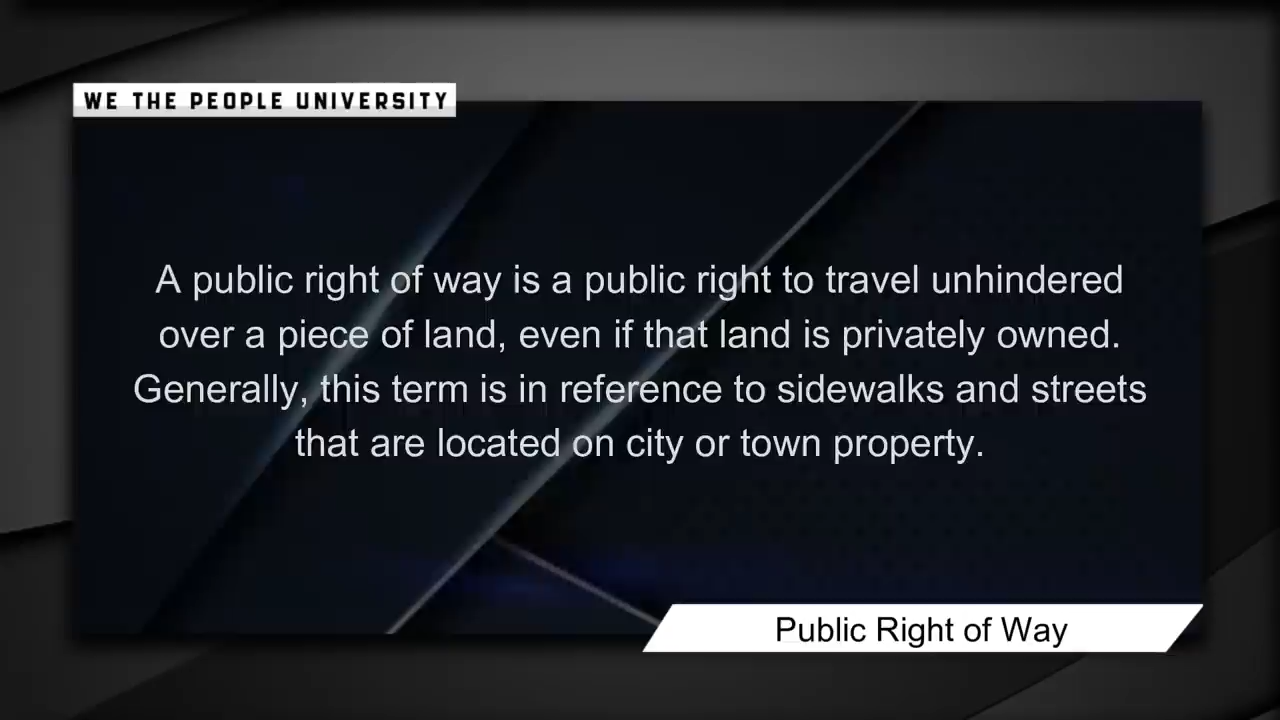 WE THE PEOPLE UNIVERSITY
A public right of way is a public right to travel unhindered
over a piece of land, even if that land is privately owned.
Generally, this term is in reference to sidewalks and streets
that are located on city or town property.
Public Right of Way